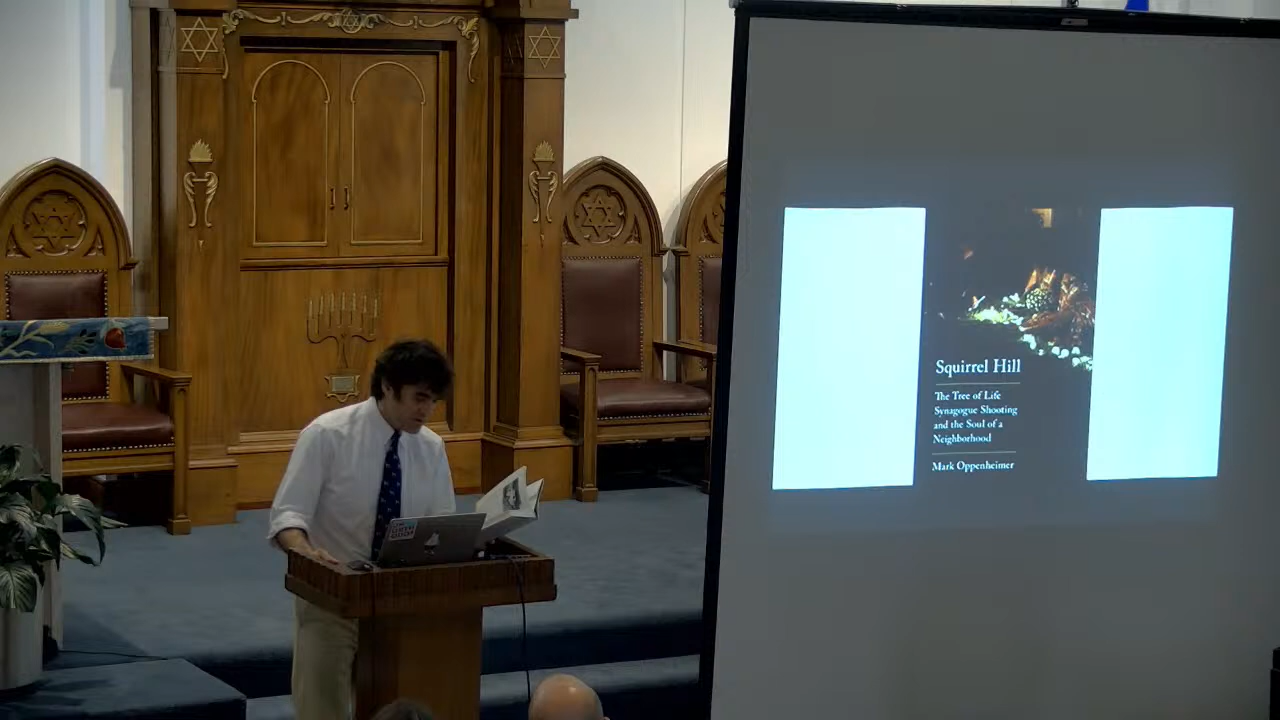 Squirrel Hill
The Tree of Life
Synagogue Shooting
and the Soul of a
Neighborhood
Mark Oppenheimer